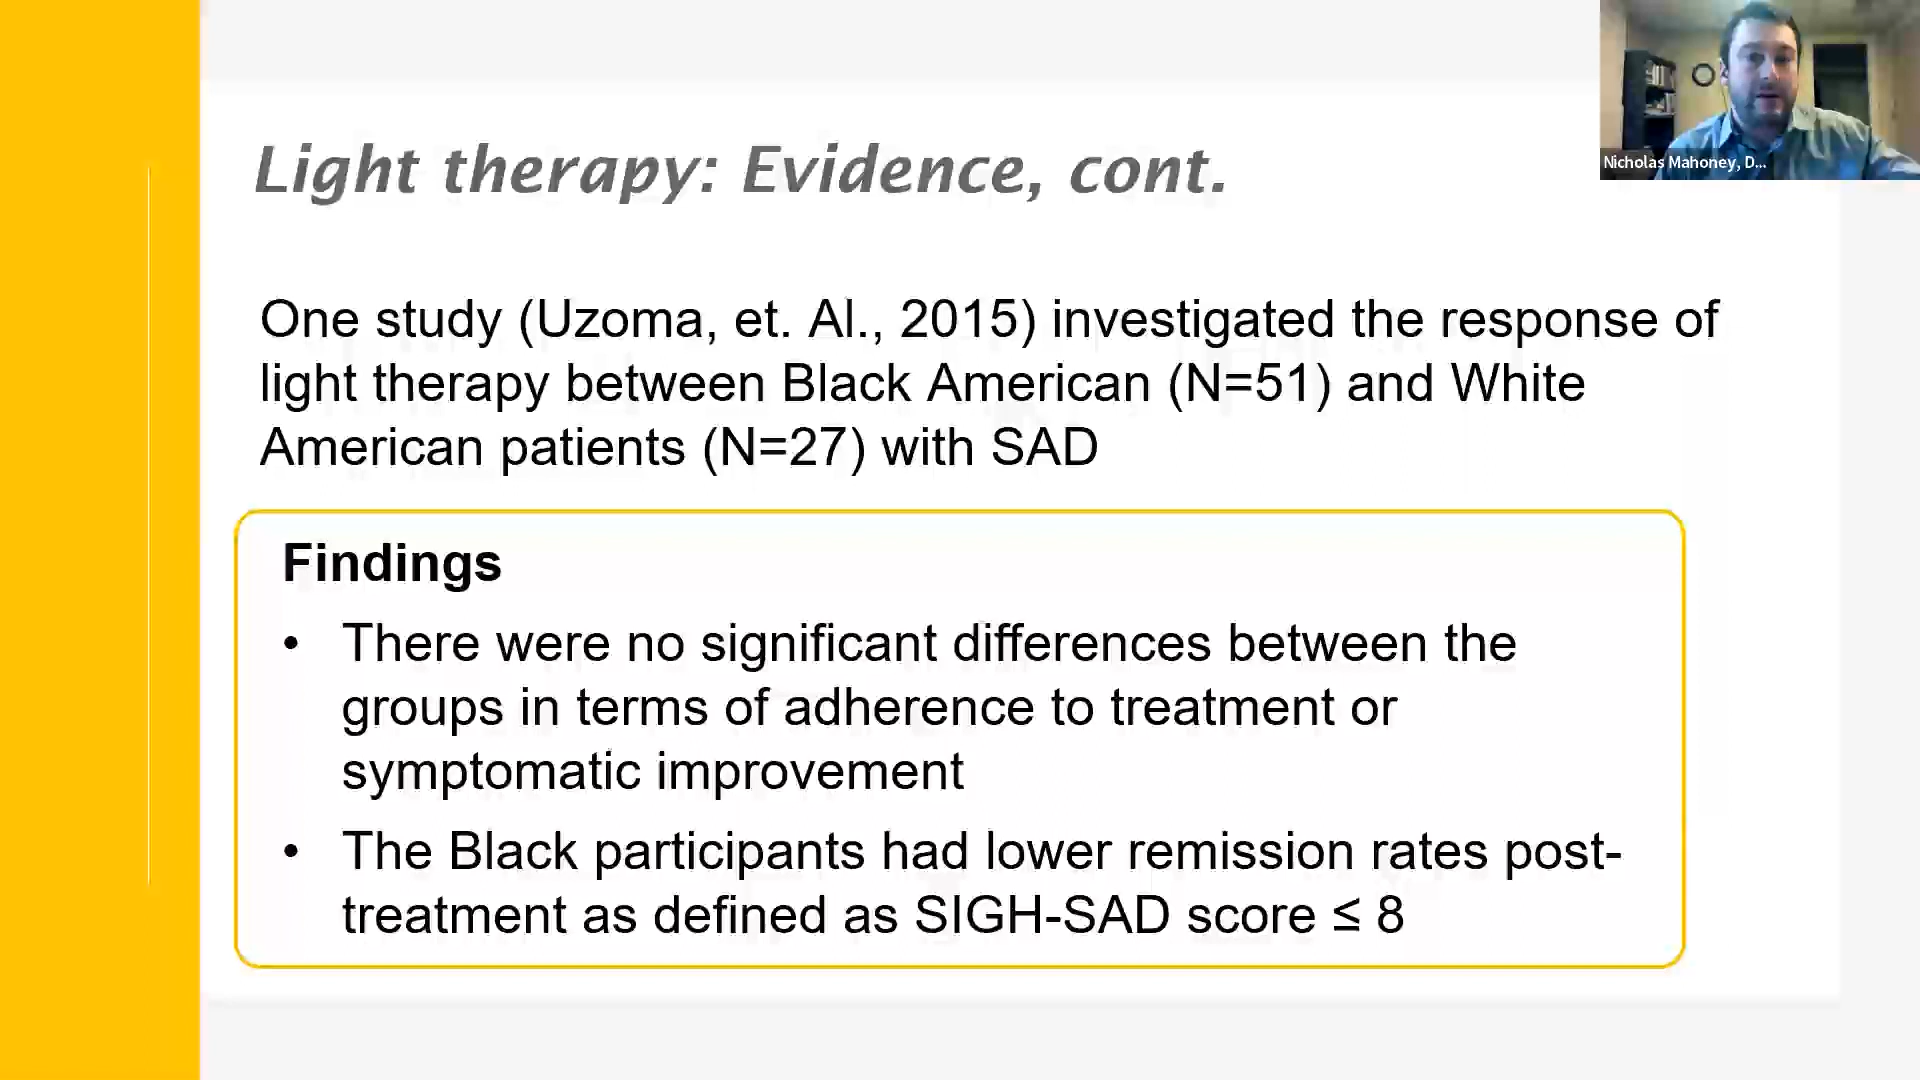 Light therapy: Evidence, cont.
Nicholas Mahoney, D...
One study (Uzoma, et. Al., 2015) investigated the response of
light therapy between Black American (N=51) and White
American patients (N=27) with SAD
Findings
• There were no significant differences between the
groups in terms of adherence to treatment or
symptomatic improvement
• The Black participants had lower remission rates post-
treatment as defined as SIGH-SAD score ≤ 8